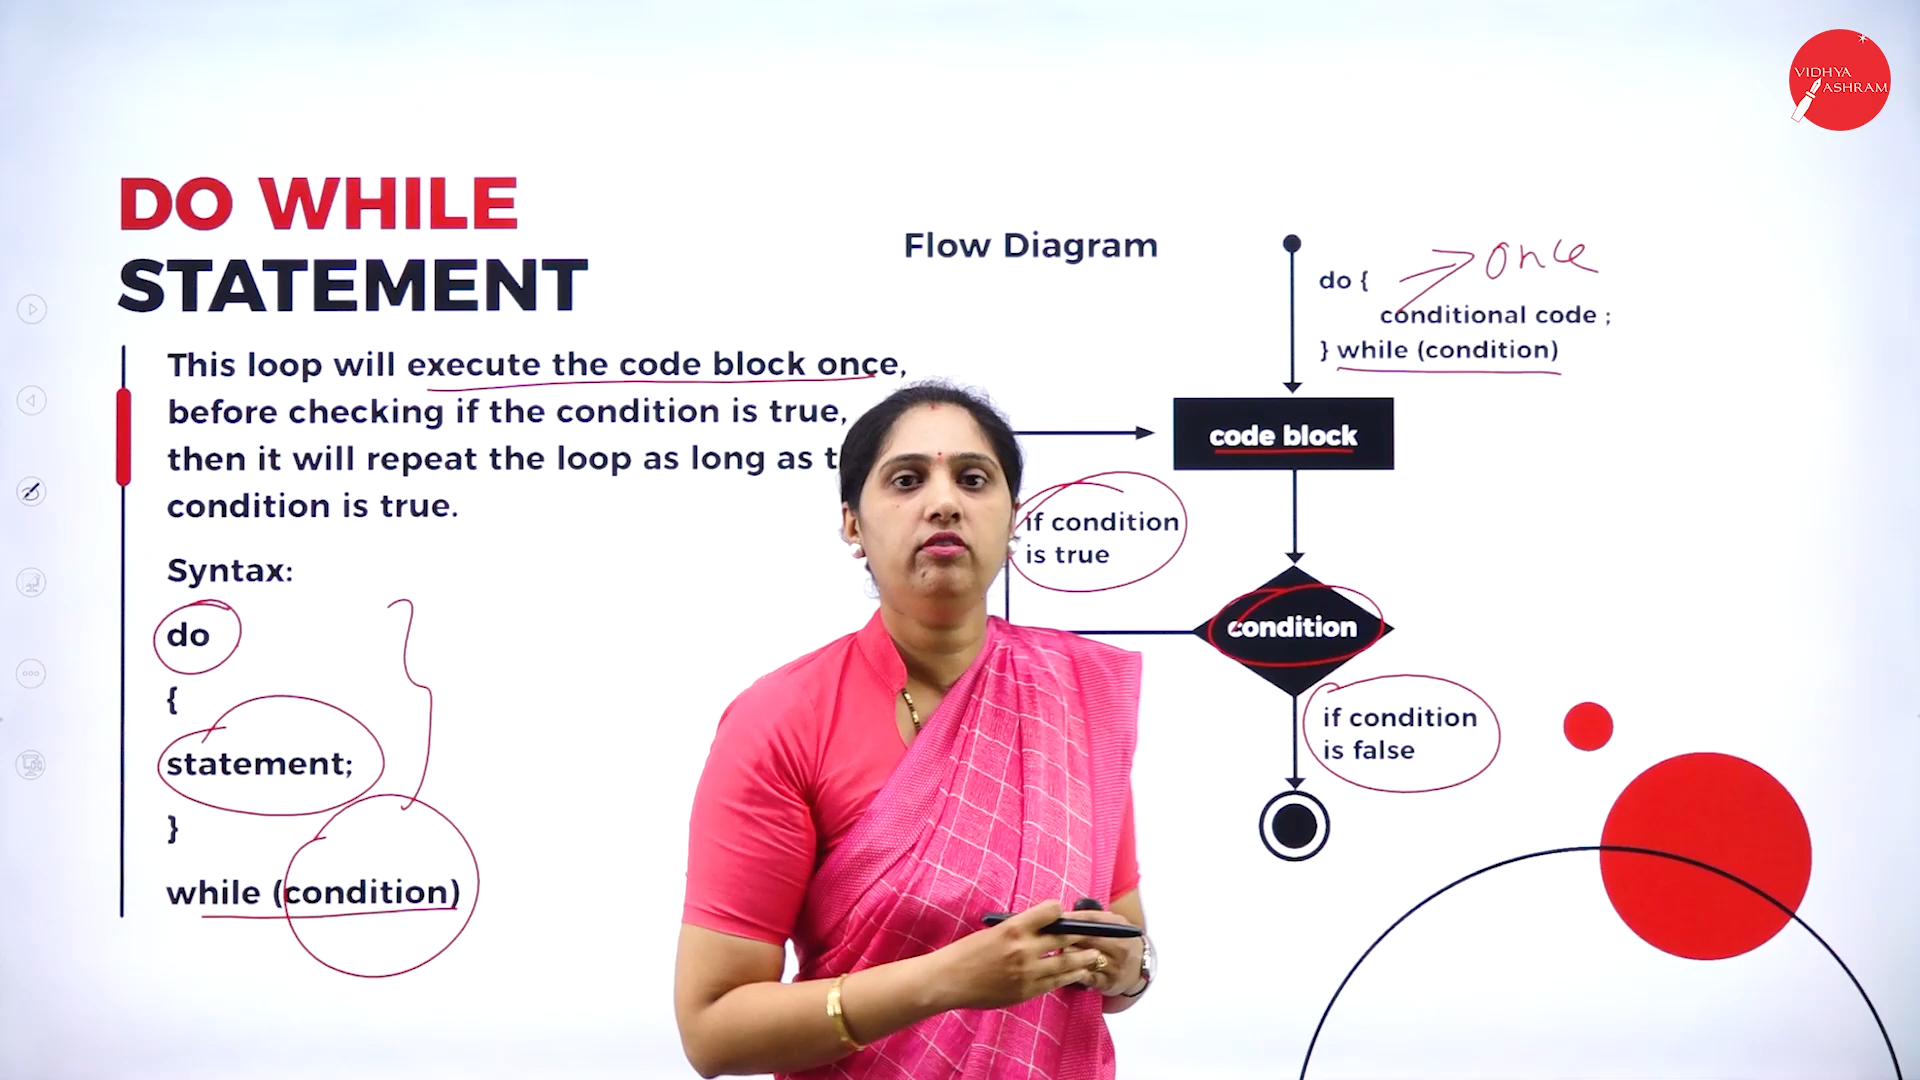 VIDHYA
ASHRAM
DO WHILE
STATEMENT
This loop will execute the code block once,
before checking if the condition is true,
then it will repeat the loop as long as
condition is true.
Syntax:
do
{
statement;
}
while (condition)
Flow Diagram
do {
once
conditional code ;
} while (condition)
code block
if condition
is true
condition
if condition
is false